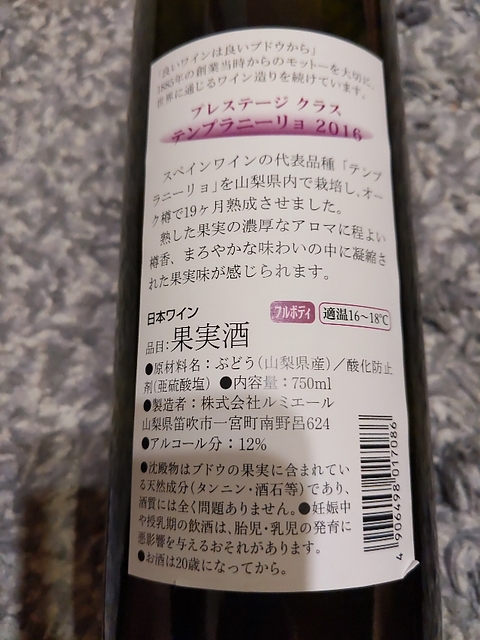 「良いワインは良いブドウから」
1885年の創業当時からのモットーを大切に、
世界に通じるワイン造りを続けています。
プレステージ クラス
テンプラニーリョ 2016
スペインワインの代表品種「テンプ
ラニーリョ」を山梨県内で栽培し、オー
ク樽で19ヶ月熟成させました。
熟した果実の濃厚なアロマに程よい
樽香、まろやかな味わいの中に凝縮さ
れた果実味が感じられます。
フルボディ 適温16~18℃
日本ワイン
品目:果実酒
●原材料名:ぶどう(山梨県産)/酸化防止
剤(亜硫酸塩) ●内容量:750ml
●製造者:株式会社ルミエール
山梨県笛吹市一宮町南野呂624
●アルコール分:12%
●沈殿物はブドウの果実に含まれてい
る天然成分(タンニン・酒石等)であり、
酒質には全く問題ありません。●妊娠中
や授乳期の飲酒は、胎児・乳児の発育に
悪影響を与えるおそれがあります。
●お酒は20歳になってから。
4 906498 017086